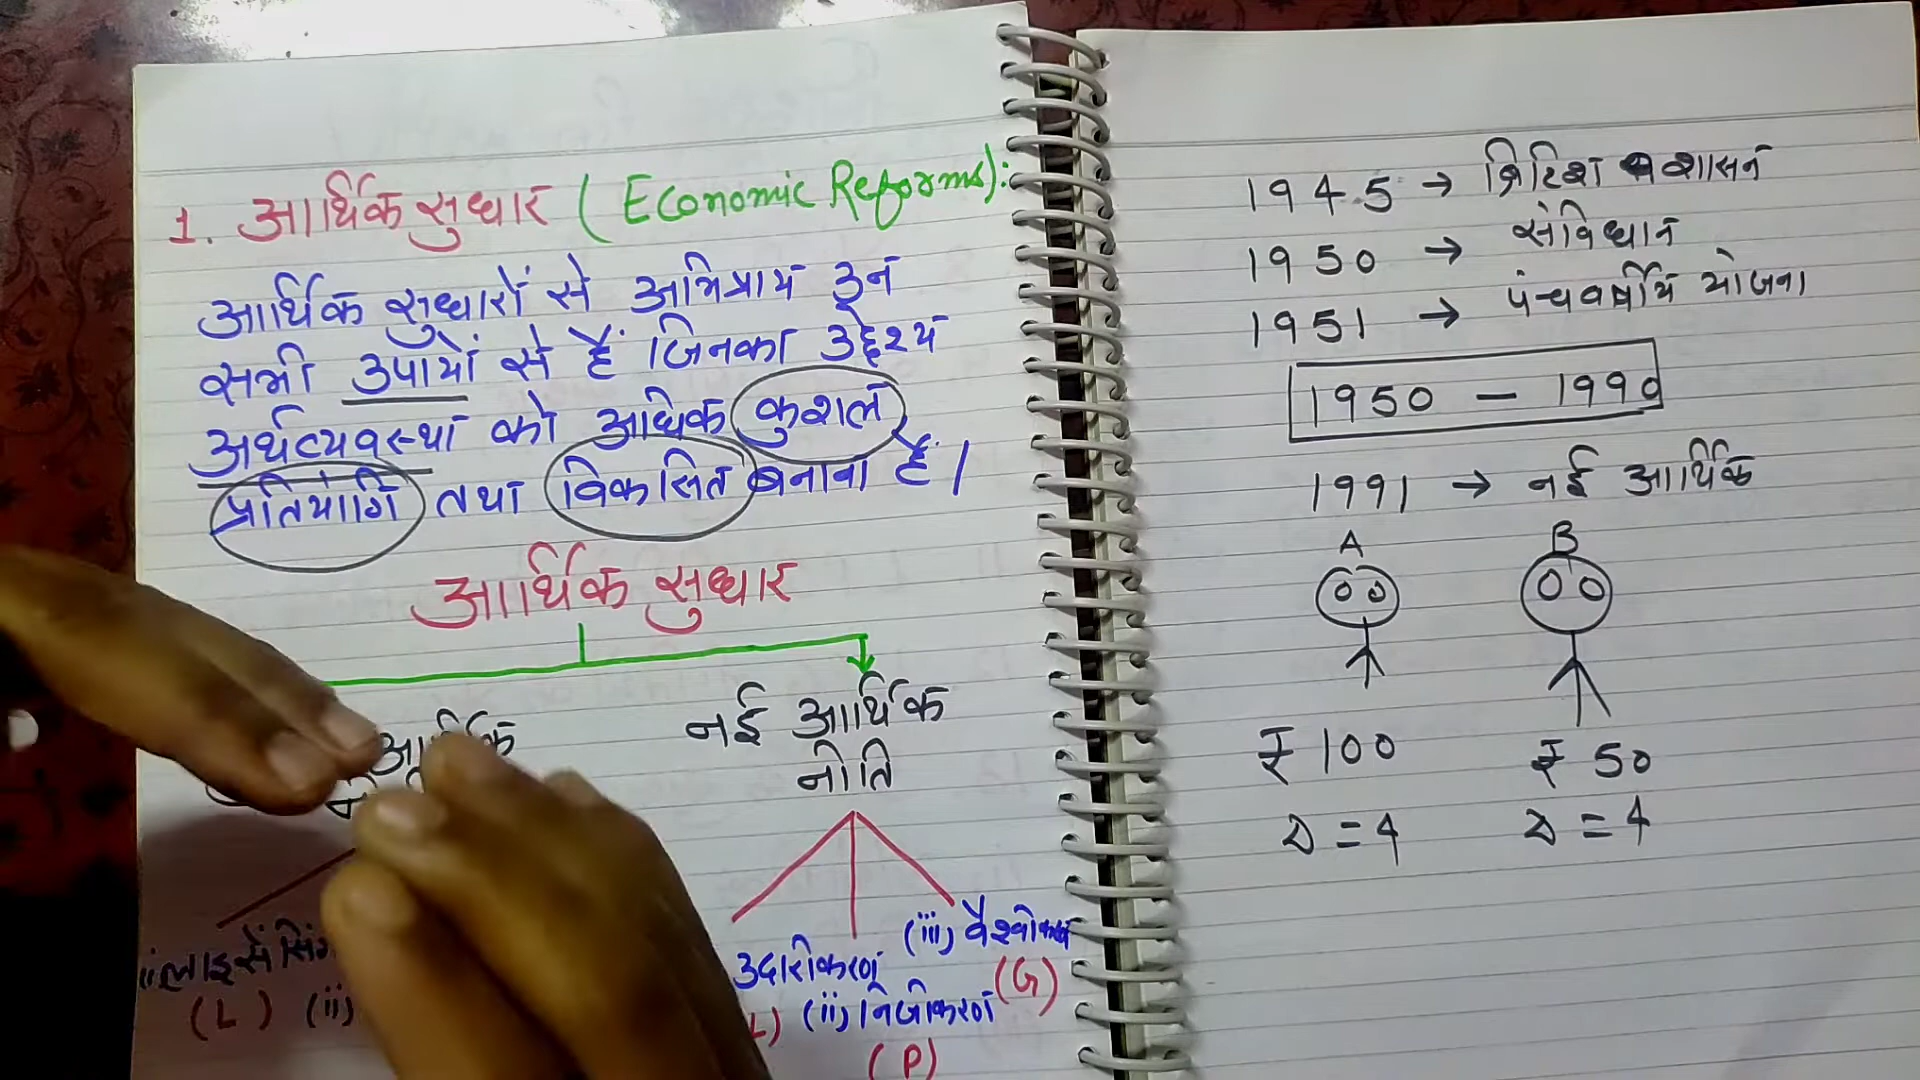 1. आर्थिक सुधार ( Economic Reforms):
आर्थिक सुधारों से अभिप्राय उन
सभी उपायों से हैं जिनका उद्देश्य
अर्थव्यवस्था को अधिक कुशल,
प्रतियोगि तथा विकसित बनाना हैं।
आर्थिक सुधार
आर्थिक
नई आर्थिक
नीति
लाइसेंसिंग
(L) (ii)
(iii) वैश्वीकरण
(G)
उदारीकरण
(ii) निजीकरण
(P)
1945 → ब्रिटिश शासन
1950 → संविधान
1951 → पंचवर्षीय योजना
1950 — 1990
1991 → नई आर्थिक
A B
₹ 100 ₹ 50
= 4 = 4